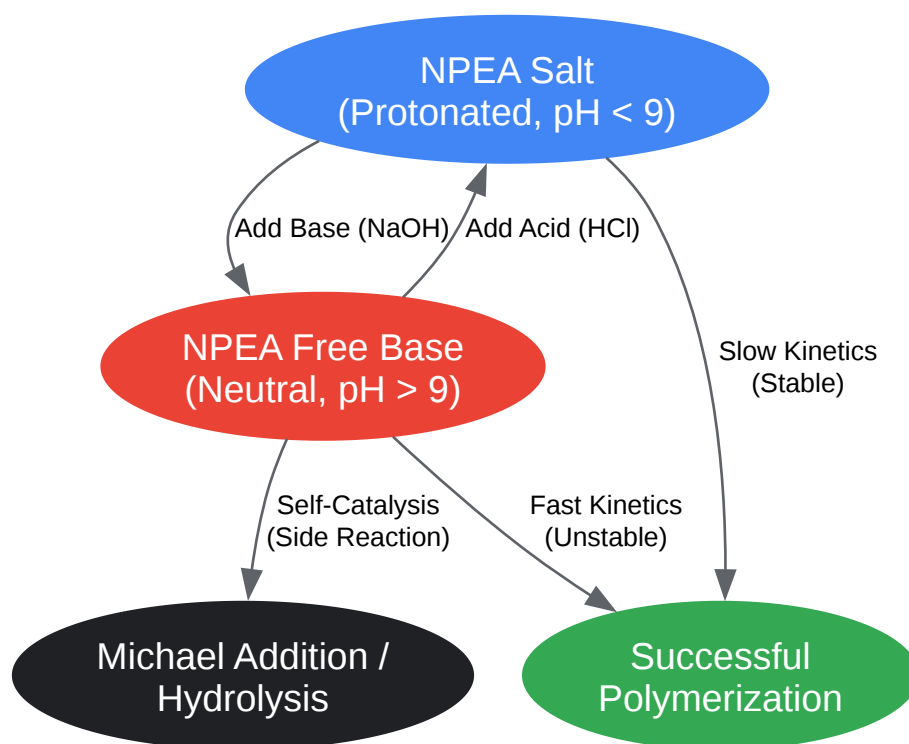 NPEA Salt
(Protonated, pH < 9)
Add Base (NaOH)
Add Acid (HCl)
NPEA Free Base
(Neutral, pH > 9)
Slow Kinetics
(Stable)
Self-Catalysis
(Side Reaction)
Fast Kinetics
(Unstable)
Michael Addition /
Hydrolysis
Successful
Polymerization